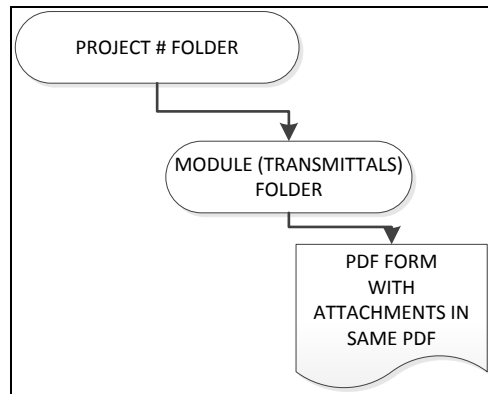 PROJECT # FOLDER
MODULE (TRANSMITTALS)
FOLDER
PDF FORM
WITH
ATTACHMENTS IN
SAME PDF